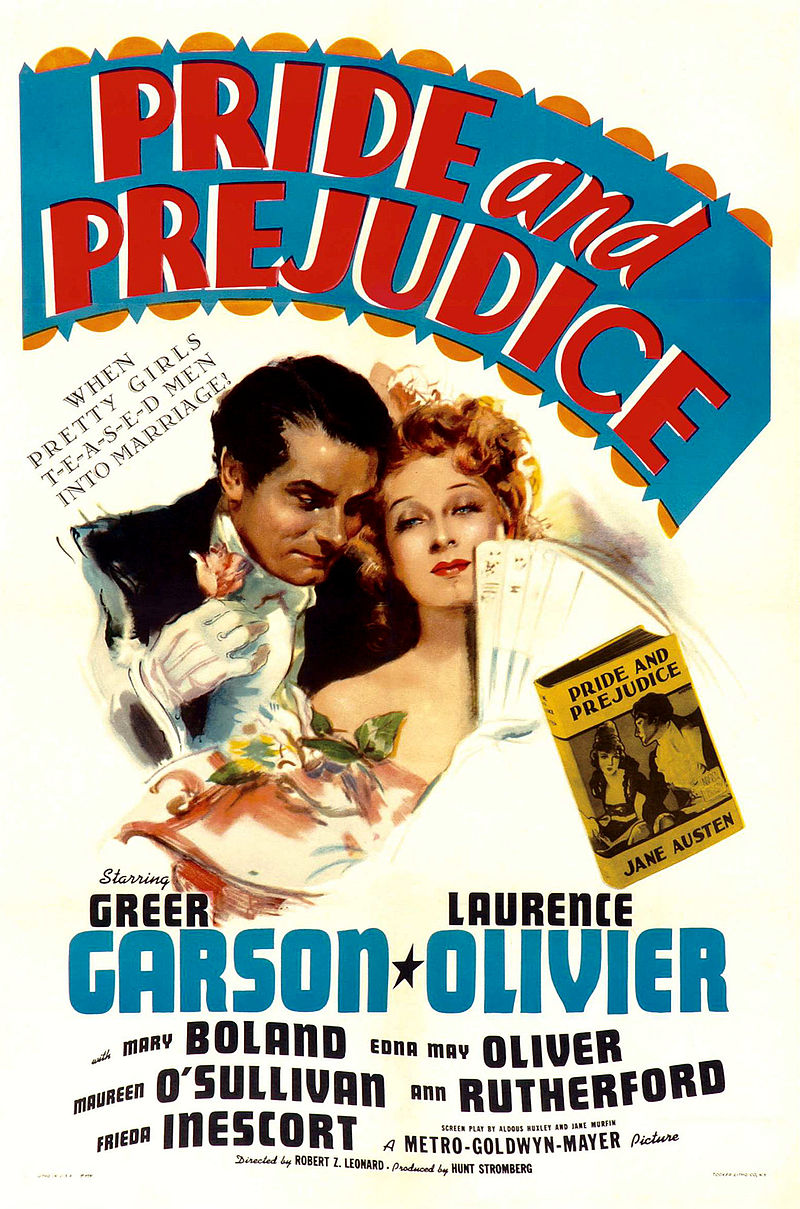 PRIDE and
PREJUDICE
WHEN
PRETTY GIRLS
T-E-A-S-E-D MEN
INTO MARRIAGE!
PRIDE AND
PREJUDICE
JANE AUSTEN
Starring
GREER LAURENCE
GARSON★OLIVIER
with MARY BOLAND EDNA MAY OLIVER
MAUREEN O'SULLIVAN ANN RUTHERFORD
FRIEDA INESCORT
SCREEN PLAY BY ALDOUS HUXLEY AND JANE MURFIN
A METRO-GOLDWYN-MAYER Picture
Directed by ROBERT Z. LEONARD · Produced by HUNT STROMBERG